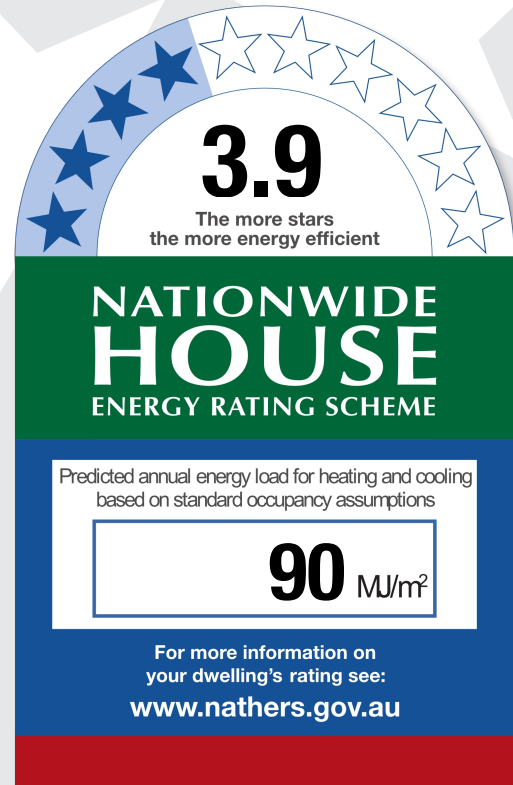 3.9
The more stars
the more energy efficient
NATIONWIDE
HOUSE
ENERGY RATING SCHEME
Predicted annual energy load for heating and cooling
based on standard occupancy assumptions
90 MJ/m²
For more information on
your dwelling's rating see:
www.nathers.gov.au